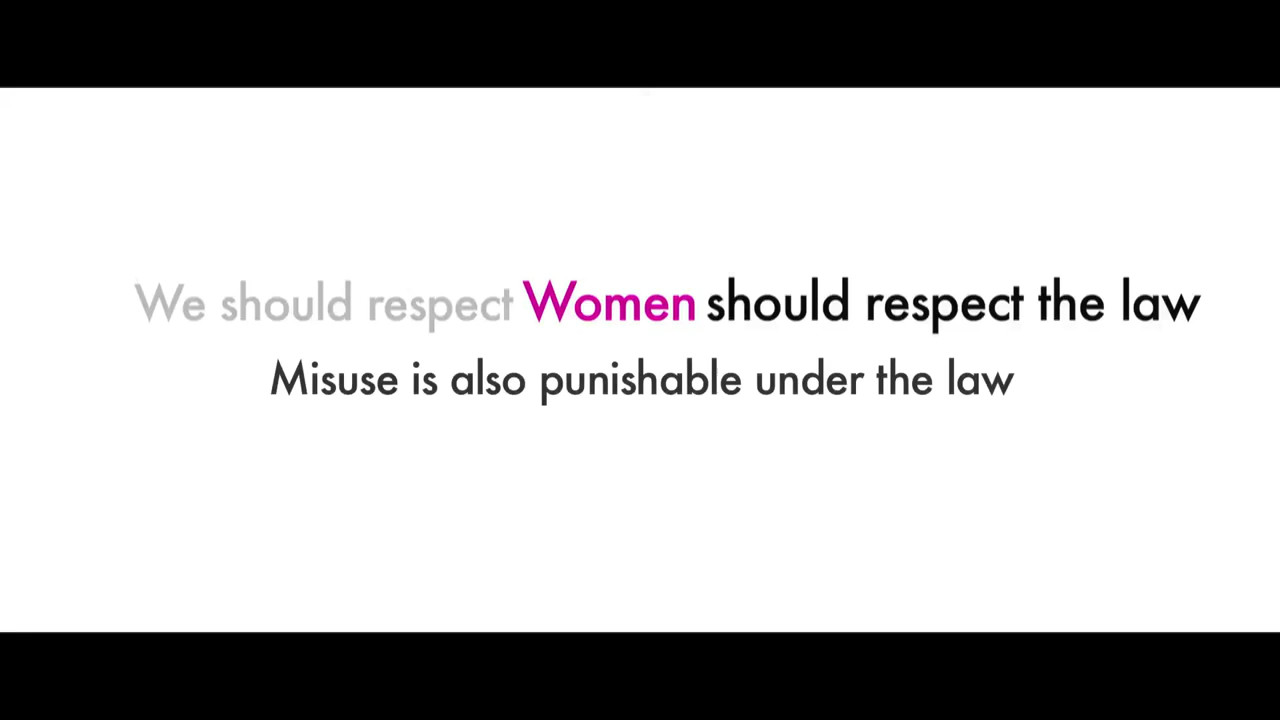 We should respect Women should respect the law
Misuse is also punishable under the law